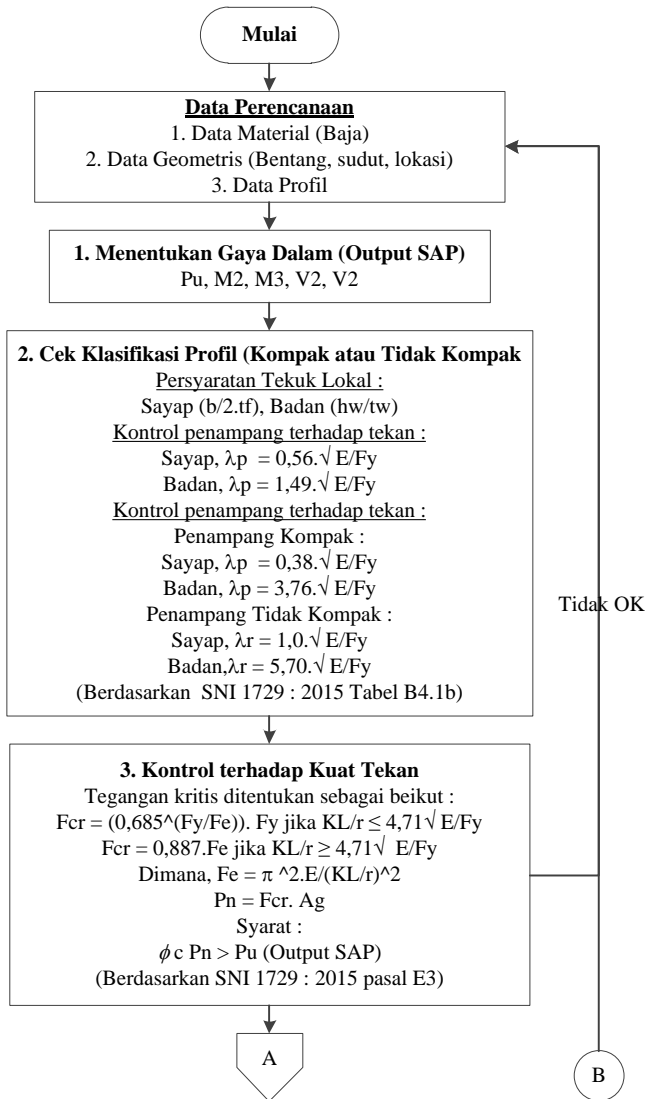 Mulai
Data Perencanaan
1. Data Material (Baja)
2. Data Geometris (Bentang, sudut, lokasi)
3. Data Profil
1. Menentukan Gaya Dalam (Output SAP)
Pu, M2, M3, V2, V2
2. Cek Klasifikasi Profil (Kompak atau Tidak Kompak
Persyaratan Tekuk Lokal :
Sayap (b/2.tf), Badan (hw/tw)
Kontrol penampang terhadap tekan :
Sayap, λp = 0,56.√ E/Fy
Badan, λp = 1,49.√ E/Fy
Kontrol penampang terhadap tekan :
Penampang Kompak :
Sayap, λp = 0,38.√ E/Fy
Badan, λp = 3,76.√ E/Fy
Penampang Tidak Kompak :
Sayap, λr = 1,0.√ E/Fy
Badan,λr = 5,70.√ E/Fy
(Berdasarkan SNI 1729 : 2015 Tabel B4.1b)
Tidak OK
3. Kontrol terhadap Kuat Tekan
Tegangan kritis ditentukan sebagai beikut :
Fcr = (0,685^(Fy/Fe)). Fy jika KL/r ≤ 4,71√ E/Fy
Fcr = 0,887.Fe jika KL/r ≥ 4,71√ E/Fy
Dimana, Fe = π ^2.E/(KL/r)^2
Pn = Fcr. Ag
Syarat :
ϕ c Pn > Pu (Output SAP)
(Berdasarkan SNI 1729 : 2015 pasal E3)
A
B